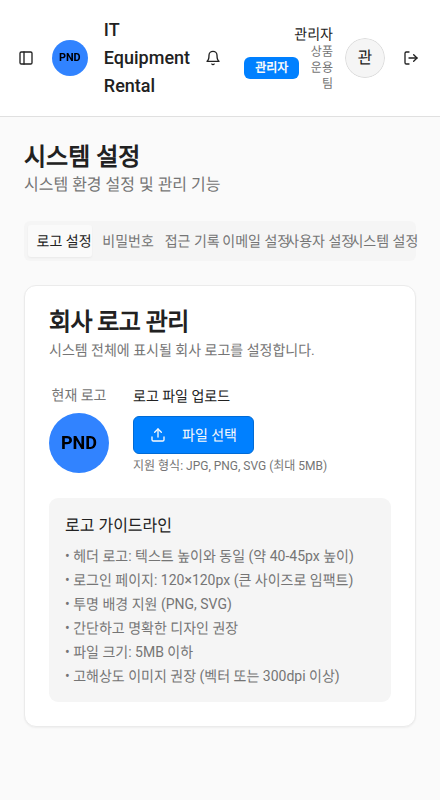 PND
IT
Equipment
Rental
관리자
관리자
상품
운용
팀
관
시스템 설정
시스템 환경 설정 및 관리 기능
로고 설정 비밀번호 접근 기록 이메일 설정 사용자 설정 시스템 설정
회사 로고 관리
시스템 전체에 표시될 회사 로고를 설정합니다.
현재 로고
PND
로고 파일 업로드
파일 선택
지원 형식: JPG, PNG, SVG (최대 5MB)
로고 가이드라인
• 헤더 로고: 텍스트 높이와 동일 (약 40-45px 높이)
• 로그인 페이지: 120×120px (큰 사이즈로 임팩트)
• 투명 배경 지원 (PNG, SVG)
• 간단하고 명확한 디자인 권장
• 파일 크기: 5MB 이하
• 고해상도 이미지 권장 (벡터 또는 300dpi 이상)